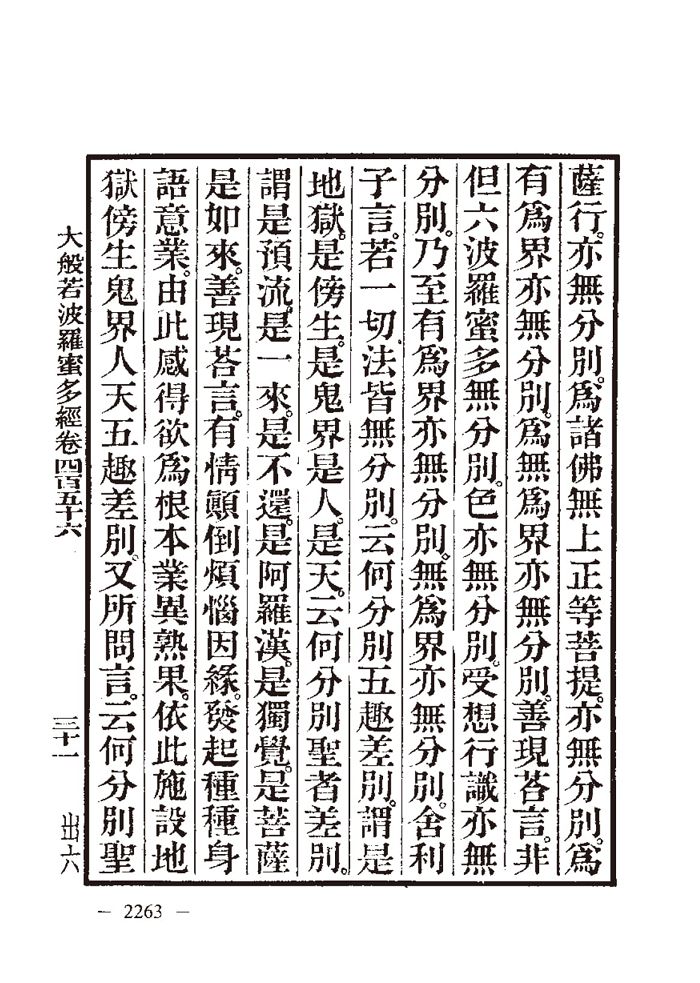 薩行。亦無分別。爲諸佛無上正等菩提。亦無分別。爲
有爲界亦無分別。爲無爲界亦無分別。善現荅言。非
但六波羅蜜多無分別。色亦無分別。受想行識亦無
分別。乃至有爲界亦無分別。無爲界亦無分別。舍利
子言。若一切法皆無分別。云何分別五趣差別。謂是
地獄。是傍生。是鬼界是人。是天。云何分別聖者差別。
謂是預流。是一來。是不還。是阿羅漢。是獨覺。是菩薩
是如來。善現荅言。有情顚倒煩惱因緣。發起種種身
語意業。由此感得欲爲根本業異熟果。依此施設地
獄傍生鬼界人天五趣差別。又所問言。云何分別聖
大般若波羅蜜多經卷四百五十六 三十一 出六
— 2263 —